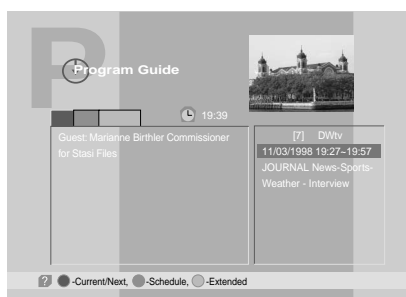 P
Program Guide
19:39
Guest: Marianne Birthler Commissioner
for Stasi Files
[7] DWtv
11/03/1998 19:27~19:57
JOURNAL News-Sports-
Weather - Interview
? -Current/Next, -Schedule, -Extended